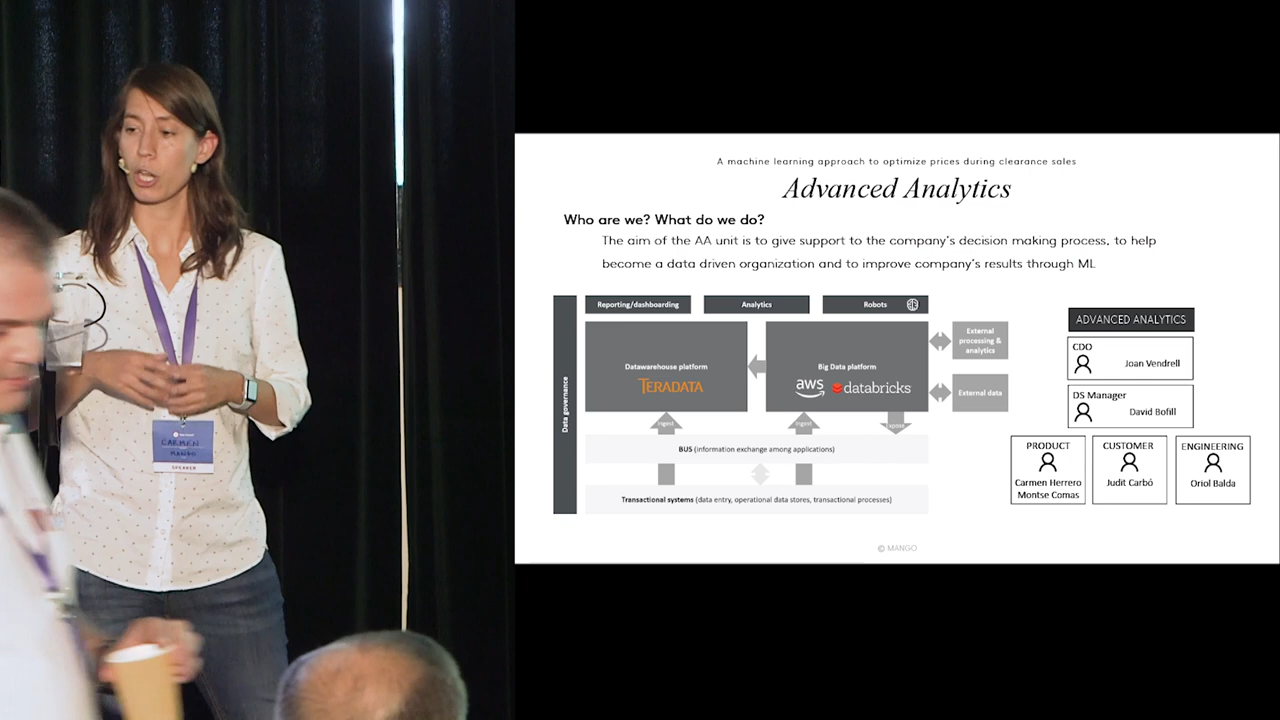 CARMEN
MANGO
SPEAKER
A machine learning approach to optimize prices during clearance sales
Advanced Analytics
Who are we? What do we do?
The aim of the AA unit is to give support to the company's decision making process, to help
become a data driven organization and to improve company's results through ML
Data governance
Reporting/dashboarding
Analytics
Robots
Datawarehouse platform
TERADATA
Big Data platform
aws
databricks
External
processing &
analytics
External data
Ingest
Ingest
Expose
BUS (information exchange among applications)
Transactional systems (data entry, operational data stores, transactional processes)
ADVANCED ANALYTICS
CDO
Joan Vendrell
DS Manager
David Bofill
PRODUCT
Carmen Herrero
Montse Comas
CUSTOMER
Judit Carbó
ENGINEERING
Oriol Balda
© MANGO